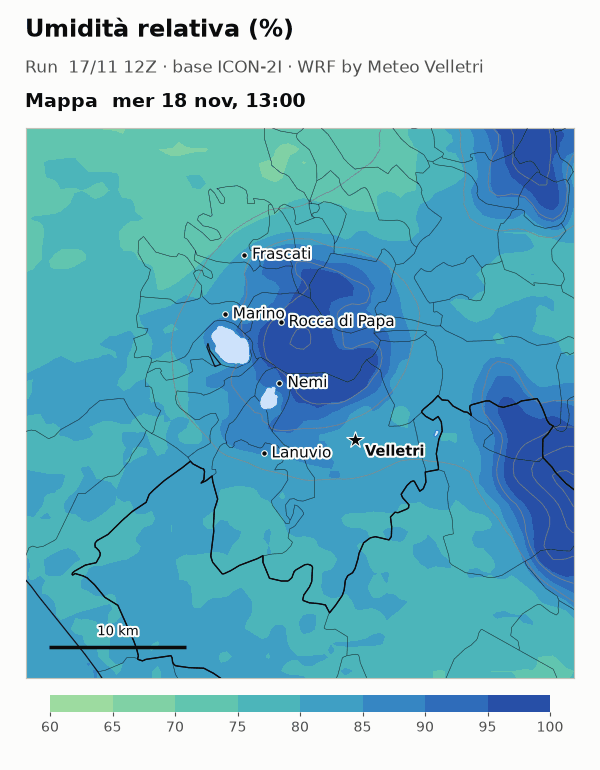 Umidità relativa (%)
Run  17/11 12Z · base ICON-2I · WRF by Meteo Velletri
Mappa  mer 18 nov, 13:00
Frascati
Marino
Rocca di Papa
Nemi
Velletri
Lanuvio
10 km
60 65 70 75 80 85 90 95 100